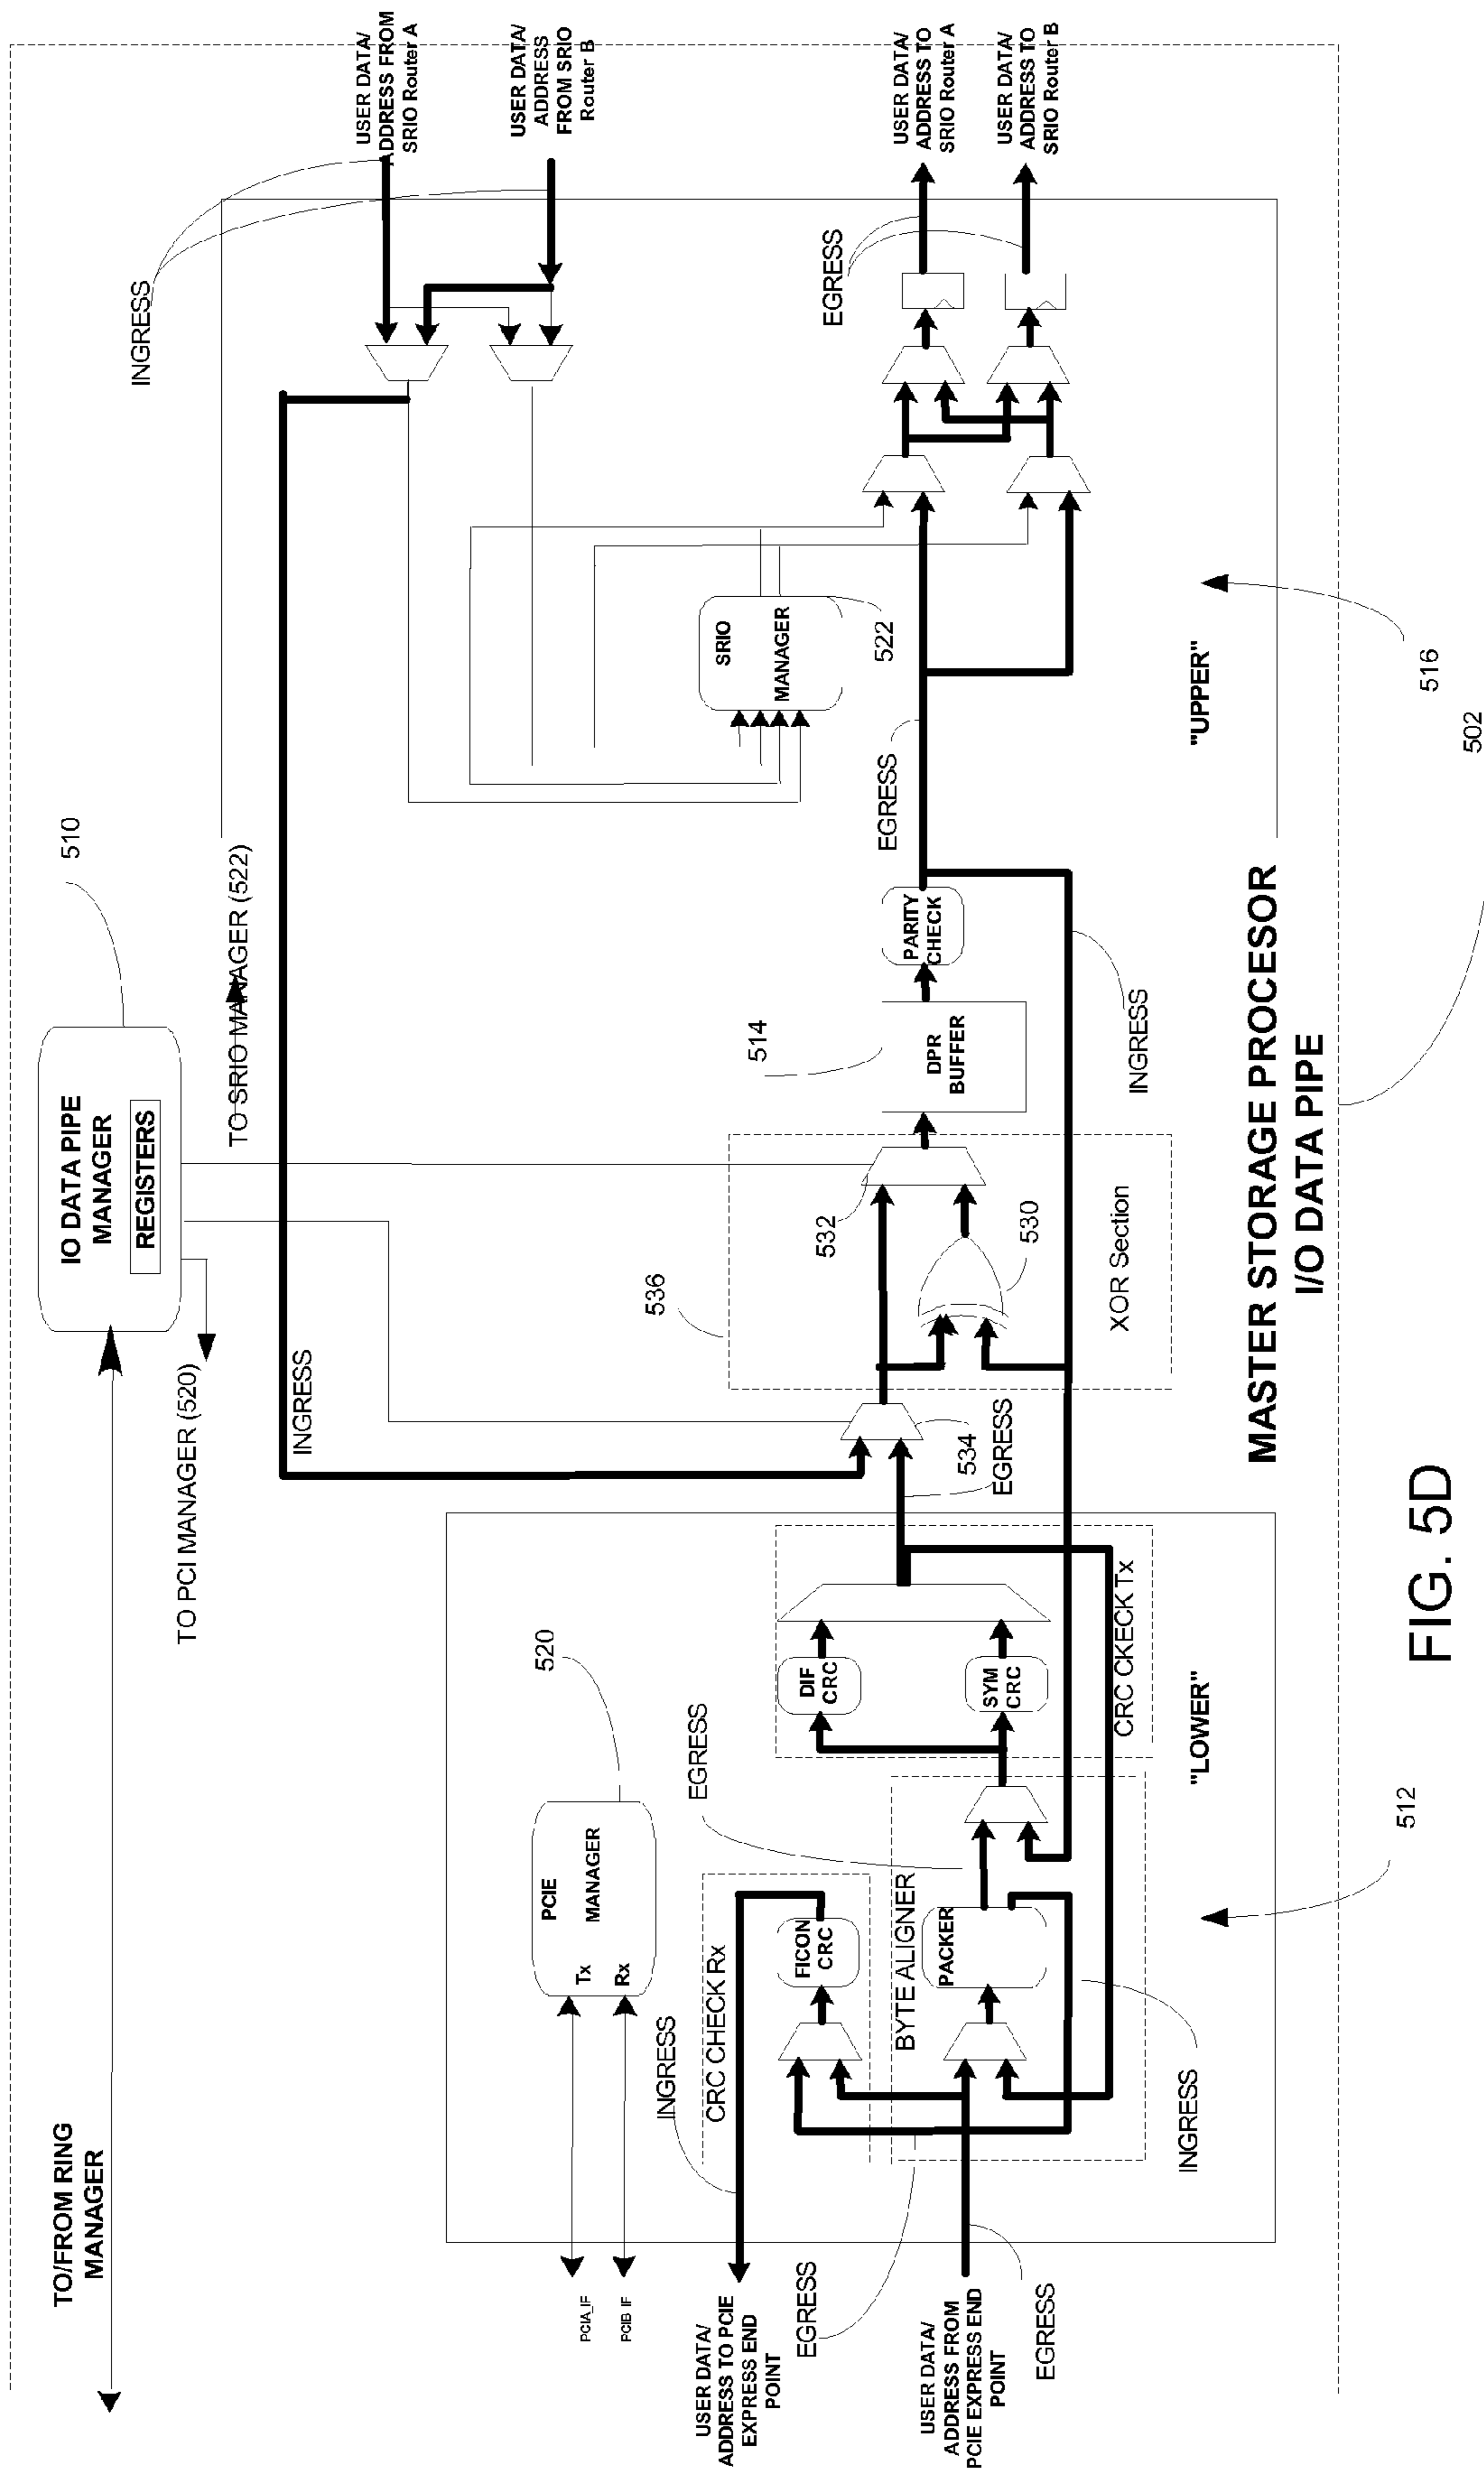 TO/FROM RING
MANAGER
IO DATA PIPE
MANAGER
REGISTERS
510
TO PCI MANAGER (520)
TO SRIO MANAGER (522)
INGRESS
USER DATA/
ADDRESS FROM
SRIO Router A
USER DATA/
ADDRESS
FROM SRIO
Router B
INGRESS
PCIA_IF
PCIB IF
PCIE
MANAGER
Tx
Rx
520
SRIO
MANAGER
522
USER DATA/
ADDRESS TO PCIE
EXPRESS END
POINT
INGRESS
CRC CHECK Rx
FICON
CRC
EGRESS
USER DATA/
ADDRESS FROM
PCIE EXPRESS END
POINT
EGRESS
BYTE ALIGNER
PACKER
INGRESS
EGRESS
DIF
CRC
SYM
CRC
CRC CKECK Tx
"LOWER"
512
534
EGRESS
536
532
530
XOR Section
514
DPR
BUFFER
PARITY
CHECK
INGRESS
EGRESS
"UPPER"
516
502
EGRESS
USER DATA/
ADDRESS TO
SRIO Router A
USER DATA/
ADDRESS TO
SRIO Router B
MASTER STORAGE PROCESOR
I/O DATA PIPE
FIG. 5D